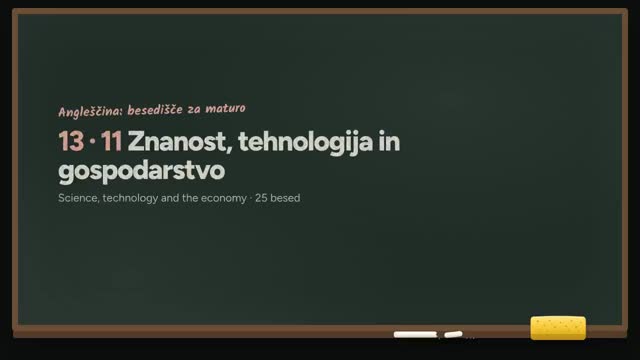 Angleščina: besedišče za maturo
13 · 11 Znanost, tehnologija in
gospodarstvo
Science, technology and the economy · 25 besed